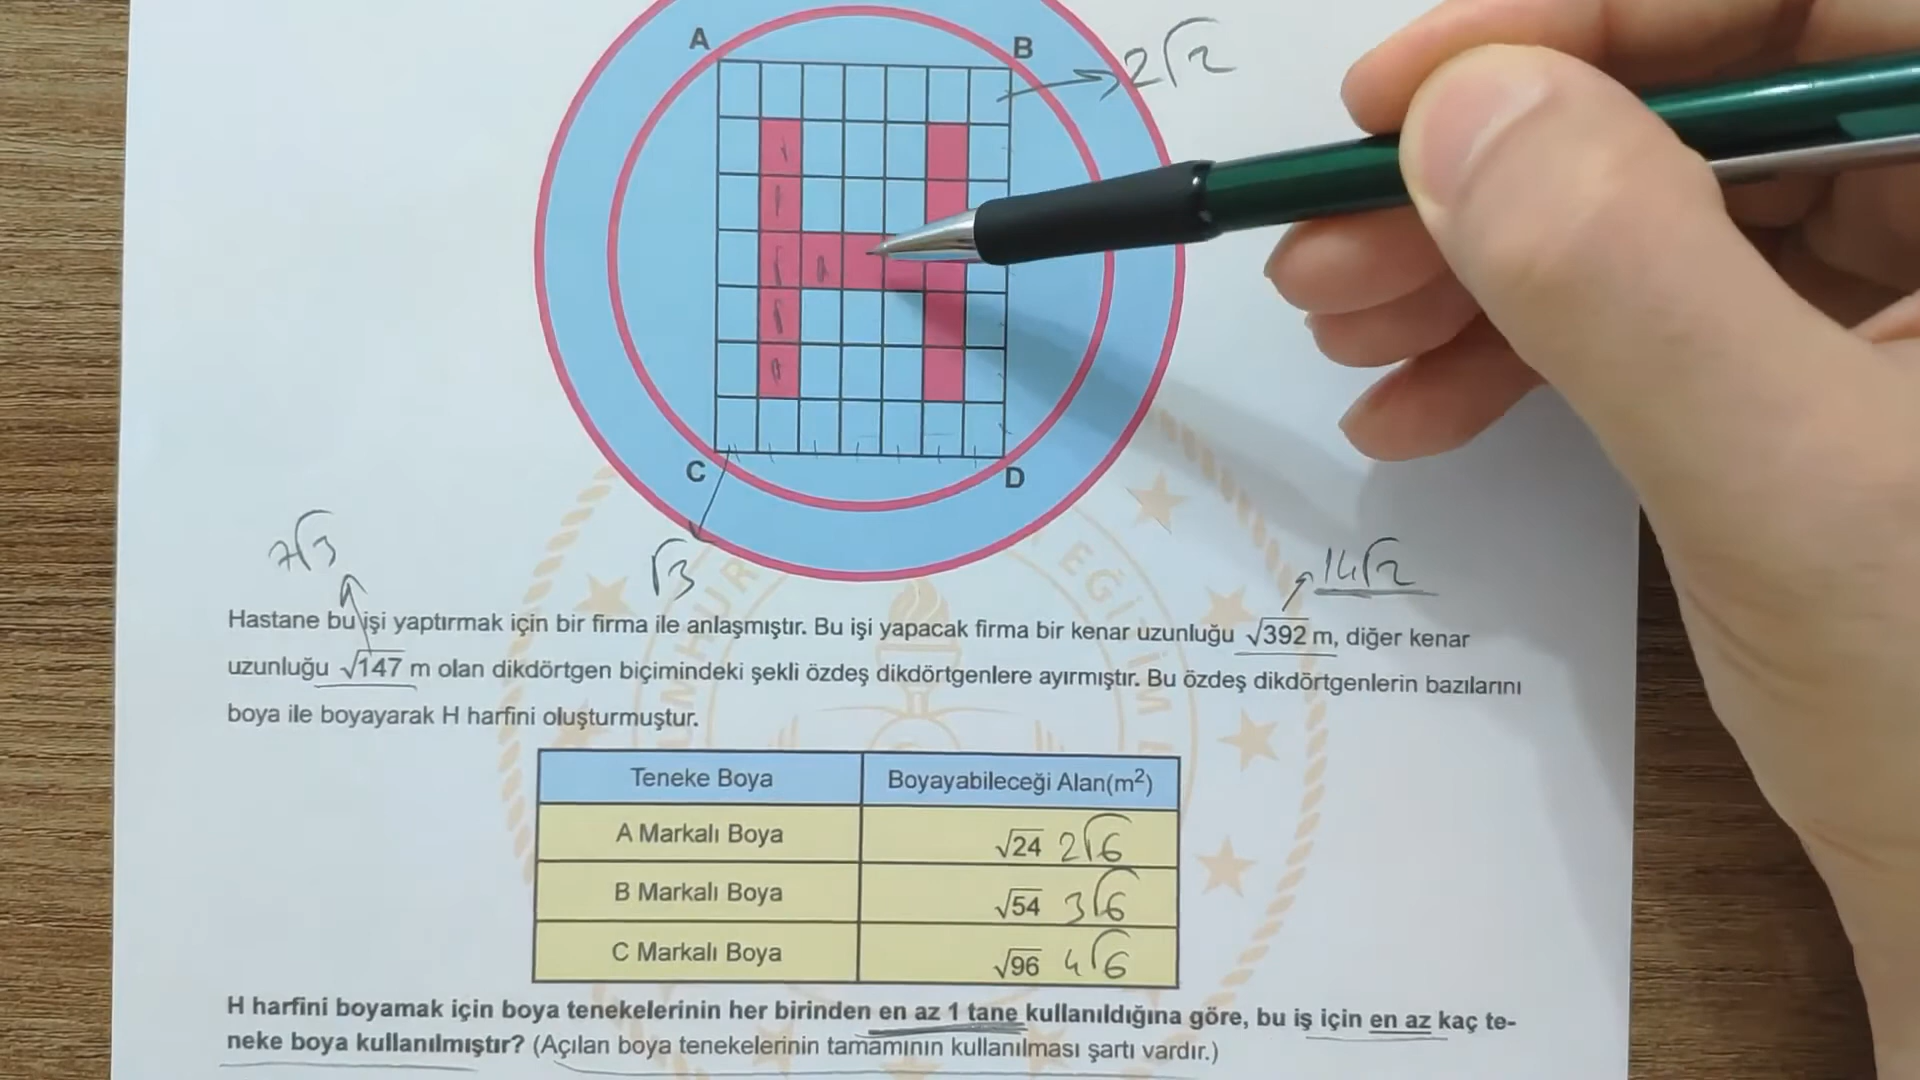 A
B
2√2
C
D
7√3
√3
14√2
Hastane bu işi yaptırmak için bir firma ile anlaşmıştır. Bu işi yapacak firma bir kenar uzunluğu √392 m, diğer kenar
uzunluğu √147 m olan dikdörtgen biçimindeki şekli özdeş dikdörtgenlere ayırmıştır. Bu özdeş dikdörtgenlerin bazılarını
boya ile boyayarak H harfini oluşturmuştur.
Teneke Boya Boyayabileceği Alan(m²)
A Markalı Boya √24 2√6
B Markalı Boya √54 3√6
C Markalı Boya √96 4√6
H harfini boyamak için boya tenekelerinin her birinden en az 1 tane kullanıldığına göre, bu iş için en az kaç te-
neke boya kullanılmıştır? (Açılan boya tenekelerinin tamamının kullanılması şartı vardır.)